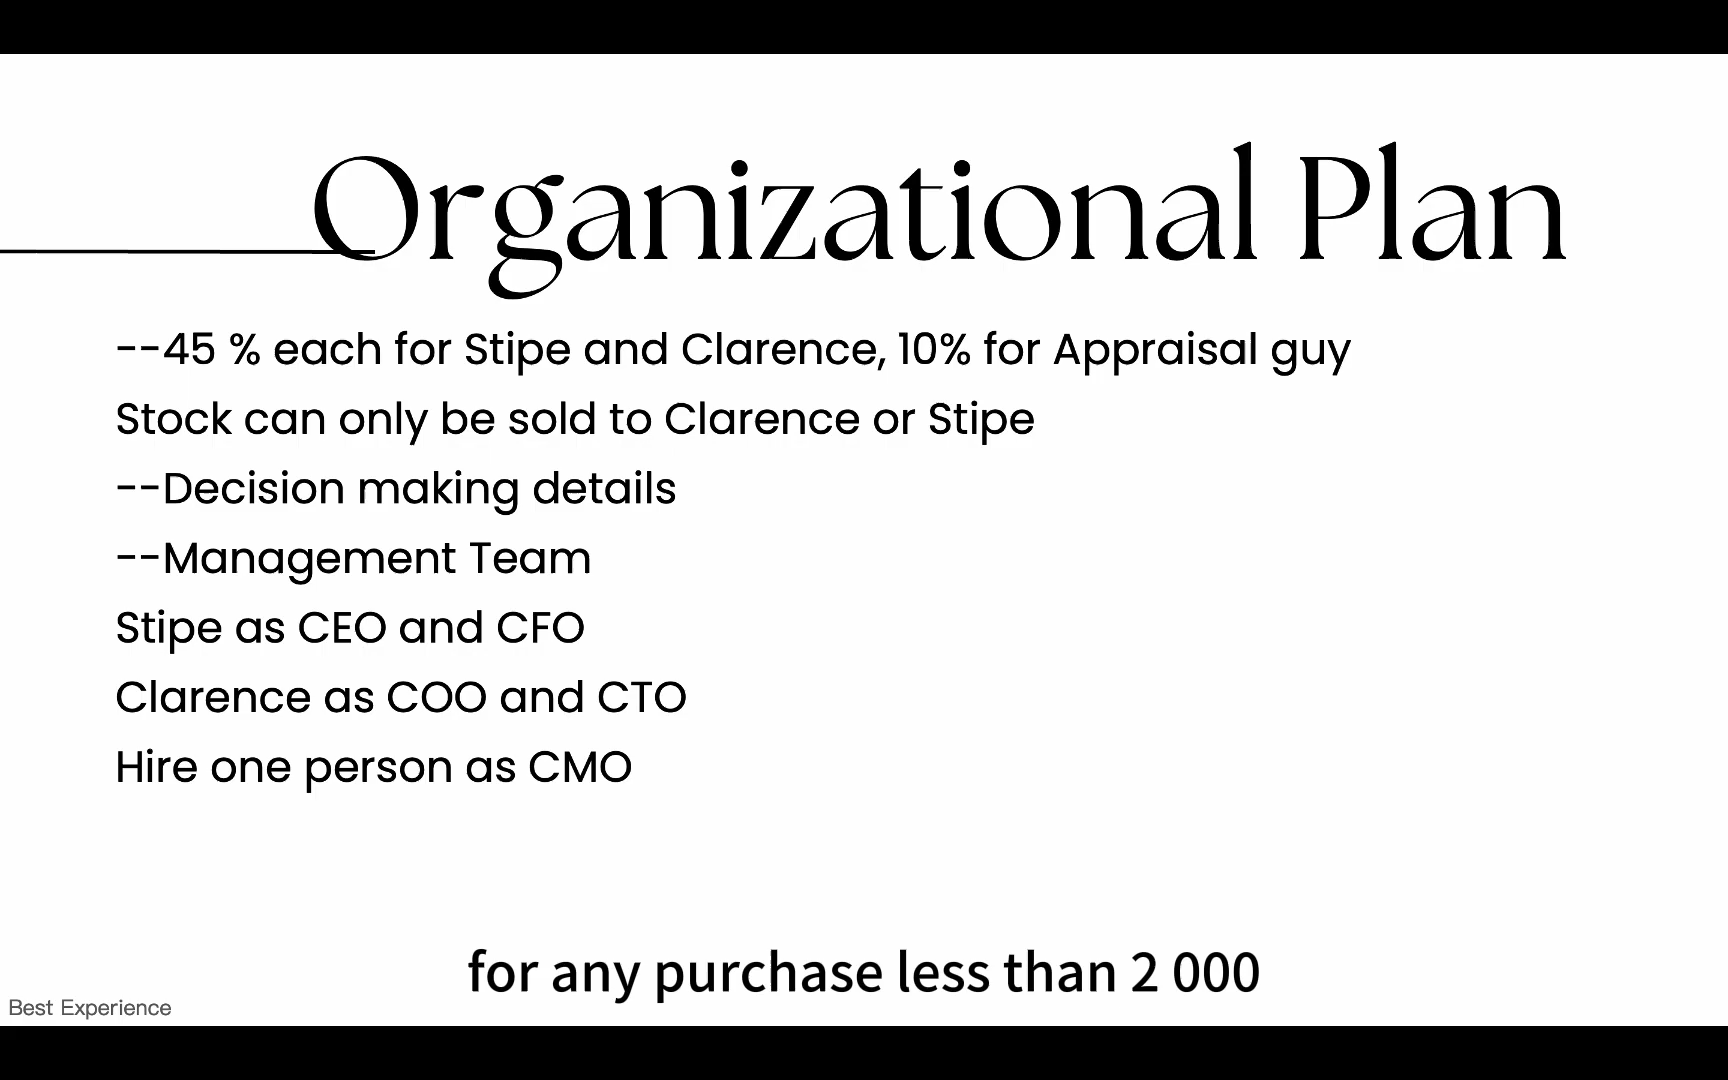 Organizational Plan
--45 % each for Stipe and Clarence, 10% for Appraisal guy
Stock can only be sold to Clarence or Stipe
--Decision making details
--Management Team
Stipe as CEO and CFO
Clarence as COO and CTO
Hire one person as CMO
for any purchase less than 2 000
Best Experience